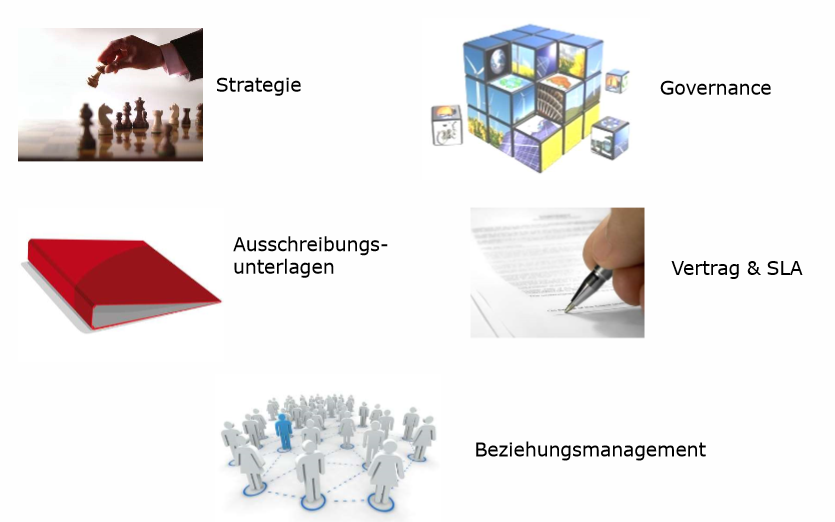 Strategie
Governance
Ausschreibungs-
unterlagen
Vertrag & SLA
Beziehungsmanagement